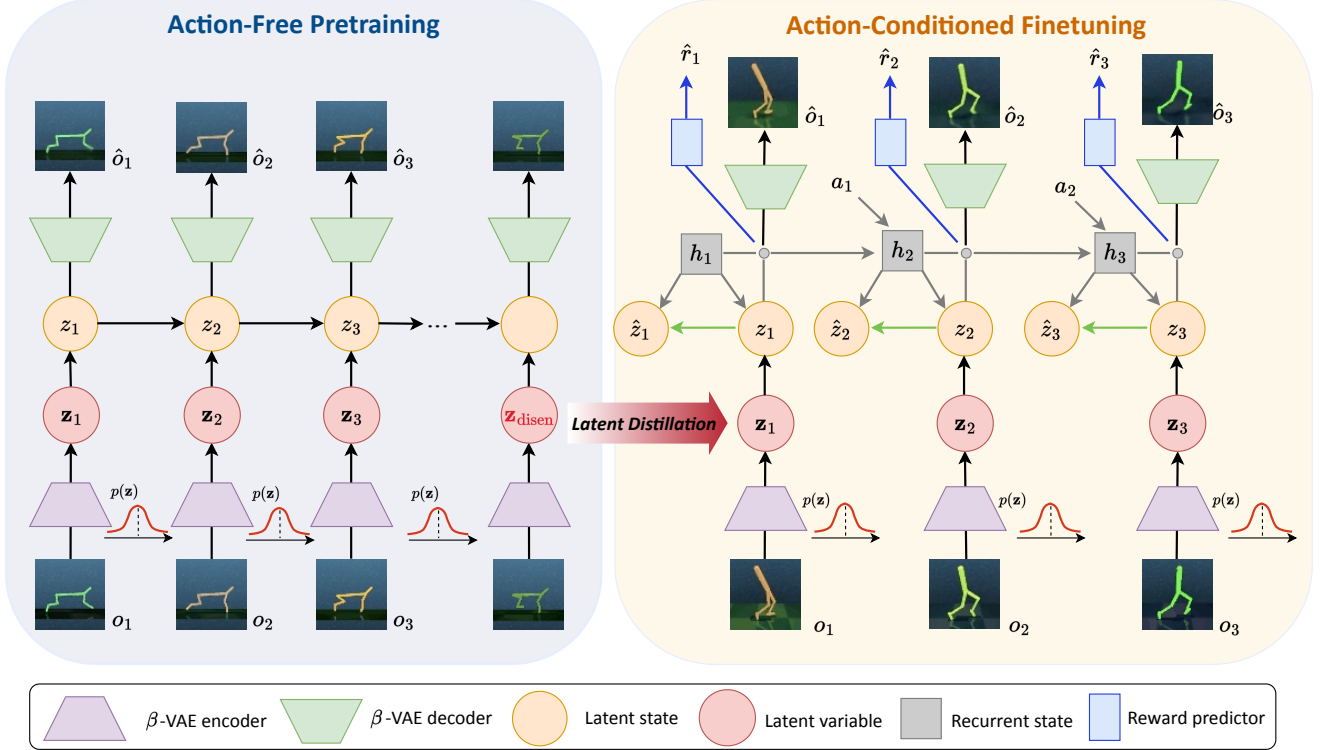 Action-Free Pretraining
ô₁ ô₂ ô₃
z₁ z₂ z₃ ...
𝐳₁ 𝐳₂ 𝐳₃ 𝐳disen
p(𝐳) p(𝐳) p(𝐳)
o₁ o₂ o₃
Latent Distillation
Action-Conditioned Finetuning
r̂₁ r̂₂ r̂₃
ô₁ ô₂ ô₃
a₁ a₂
h₁ h₂ h₃
ẑ₁ z₁ ẑ₂ z₂ ẑ₃ z₃
𝐳₁ 𝐳₂ 𝐳₃
p(𝐳) p(𝐳) p(𝐳)
o₁ o₂ o₃
β-VAE encoder β-VAE decoder Latent state Latent variable Recurrent state Reward predictor